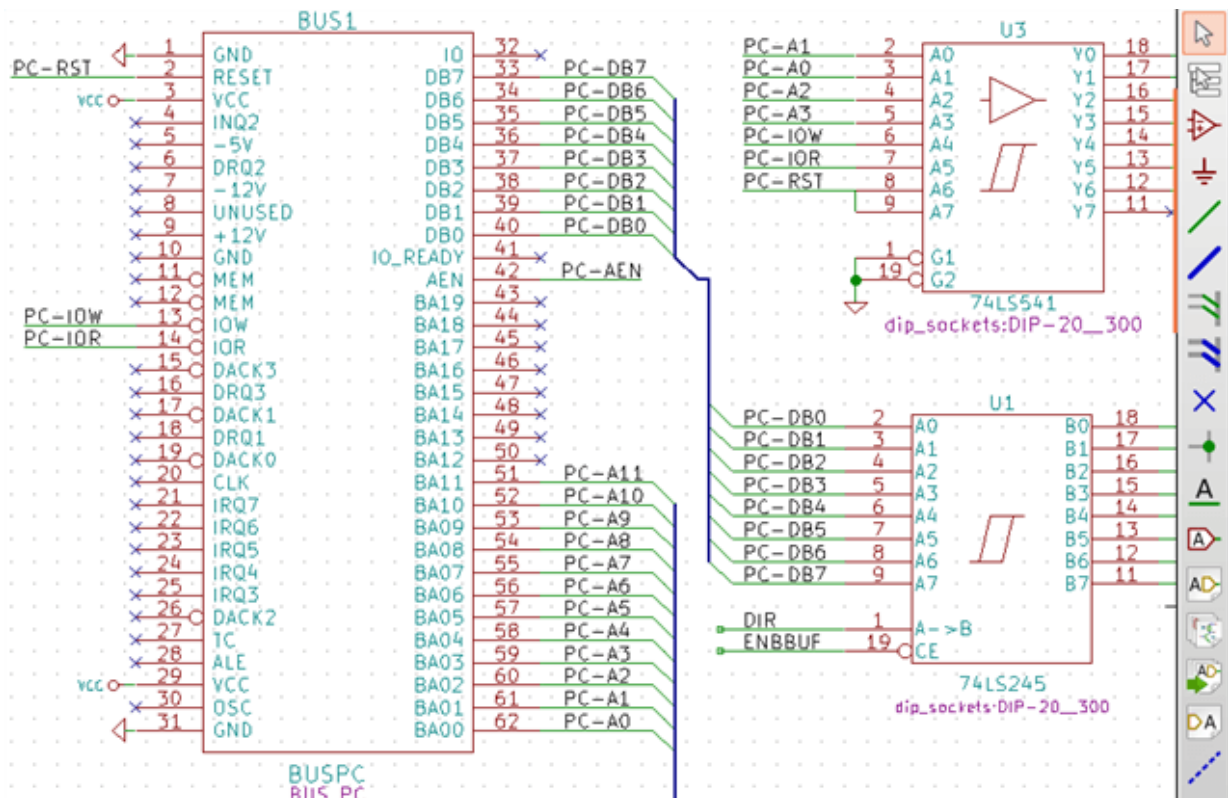 BUS1
1 GND
PC-RST 2 RESET
VCC 3 VCC
4 INQ2
5 -5V
6 DRQ2
7 -12V
8 UNUSED
9 +12V
10 GND
11 MEM
12 MEM
PC-IOW 13 IOW
PC-IOR 14 IOR
15 DACK3
16 DRQ3
17 DACK1
18 DRQ1
19 DACK0
20 CLK
21 IRQ7
22 IRQ6
23 IRQ5
24 IRQ4
25 IRQ3
26 DACK2
27 TC
28 ALE
VCC 29 VCC
30 OSC
31 GND
IO 32
DB7 33 PC-DB7
DB6 34 PC-DB6
DB5 35 PC-DB5
DB4 36 PC-DB4
DB3 37 PC-DB3
DB2 38 PC-DB2
DB1 39 PC-DB1
DB0 40 PC-DB0
IO_READY 41
AEN 42 PC-AEN
BA19 43
BA18 44
BA17 45
BA16 46
BA15 47
BA14 48
BA13 49
BA12 50
BA11 51 PC-A11
BA10 52 PC-A10
BA09 53 PC-A9
BA08 54 PC-A8
BA07 55 PC-A7
BA06 56 PC-A6
BA05 57 PC-A5
BA04 58 PC-A4
BA03 59 PC-A3
BA02 60 PC-A2
BA01 61 PC-A1
BA00 62 PC-A0
BUSPC
BUS_PC
U3
PC-A1 2 A0 Y0 18
PC-A0 3 A1 Y1 17
PC-A2 4 A2 Y2 16
PC-A3 5 A3 Y3 15
PC-IOW 6 A4 Y4 14
PC-IOR 7 A5 Y5 13
PC-RST 8 A6 Y6 12
9 A7 Y7 11
1 G1
19 G2
74LS541
dip_sockets:DIP-20__300
U1
PC-DB0 2 A0 B0 18
PC-DB1 3 A1 B1 17
PC-DB2 4 A2 B2 16
PC-DB3 5 A3 B3 15
PC-DB4 6 A4 B4 14
PC-DB5 7 A5 B5 13
PC-DB6 8 A6 B6 12
PC-DB7 9 A7 B7 11
DIR 1 A->B
ENBBUF 19 CE
74LS245
dip_sockets:DIP-20__300
A
A
AD
AD
DA